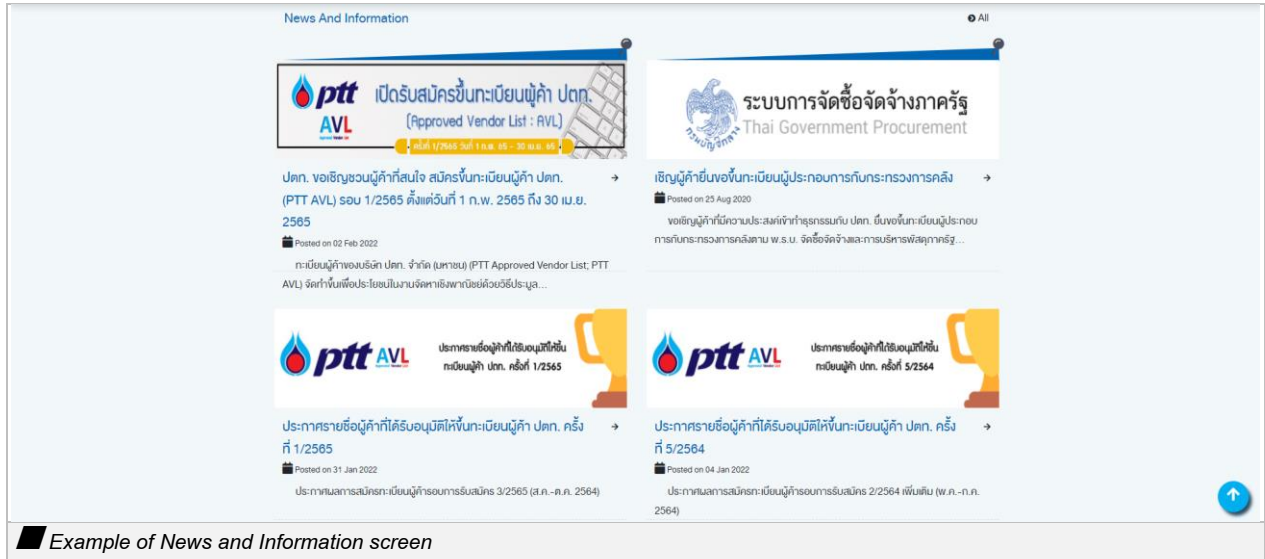 News And Information
All
ptt
AVL
เปิดรับสมัครขึ้นทะเบียนผู้ค้า ปตท.
(Approved Vendor List : AVL)
ครั้งที่ 1/2565 วันที่ 1 ก.พ. 65 - 30 เม.ย. 65
ระบบการจัดซื้อจัดจ้างภาครัฐ
Thai Government Procurement
กรมบัญชีกลาง
ปตท. ขอเชิญชวนผู้ค้าที่สนใจ สมัครขึ้นทะเบียนผู้ค้า ปตท.
(PTT AVL) รอบ 1/2565 ตั้งแต่วันที่ 1 ก.พ. 2565 ถึง 30 เม.ย.
2565
Posted on 02 Feb 2022
ทะเบียนผู้ค้าของบริษัท ปตท. จำกัด (มหาชน) (PTT Approved Vendor List; PTT
AVL) จัดทำขึ้นเพื่อประโยชน์ในงานจัดหาเชิงพาณิชย์ด้วยวิธีประมูล...
เชิญผู้ค้ายื่นขอขึ้นทะเบียนผู้ประกอบการกับกระทรวงการคลัง
Posted on 25 Aug 2020
ขอเชิญผู้ค้าที่มีความประสงค์เข้าทำธุรกรรมกับ ปตท. ยื่นขอขึ้นทะเบียนผู้ประกอบ
การกับกระทรวงการคลังตาม พ.ร.บ. จัดซื้อจัดจ้างและการบริหารพัสดุภาครัฐ...
ptt AVL
ประกาศรายชื่อผู้ค้าที่ได้รับอนุมัติให้ขึ้น
ทะเบียนผู้ค้า ปตท. ครั้งที่ 1/2565
ptt AVL
ประกาศรายชื่อผู้ค้าที่ได้รับอนุมัติให้ขึ้น
ทะเบียนผู้ค้า ปตท. ครั้งที่ 5/2564
ประกาศรายชื่อผู้ค้าที่ได้รับอนุมัติให้ขึ้นทะเบียนผู้ค้า ปตท. ครั้ง
ที่ 1/2565
Posted on 31 Jan 2022
ประกาศผลการสมัครทะเบียนผู้ค้ารอบการรับสมัคร 3/2565 (ส.ค.-ต.ค. 2564)
ประกาศรายชื่อผู้ค้าที่ได้รับอนุมัติให้ขึ้นทะเบียนผู้ค้า ปตท. ครั้ง
ที่ 5/2564
Posted on 04 Jan 2022
ประกาศผลการสมัครทะเบียนผู้ค้ารอบการรับสมัคร 2/2564 เพิ่มเติม (พ.ค.-ก.ค.
2564)
Example of News and Information screen